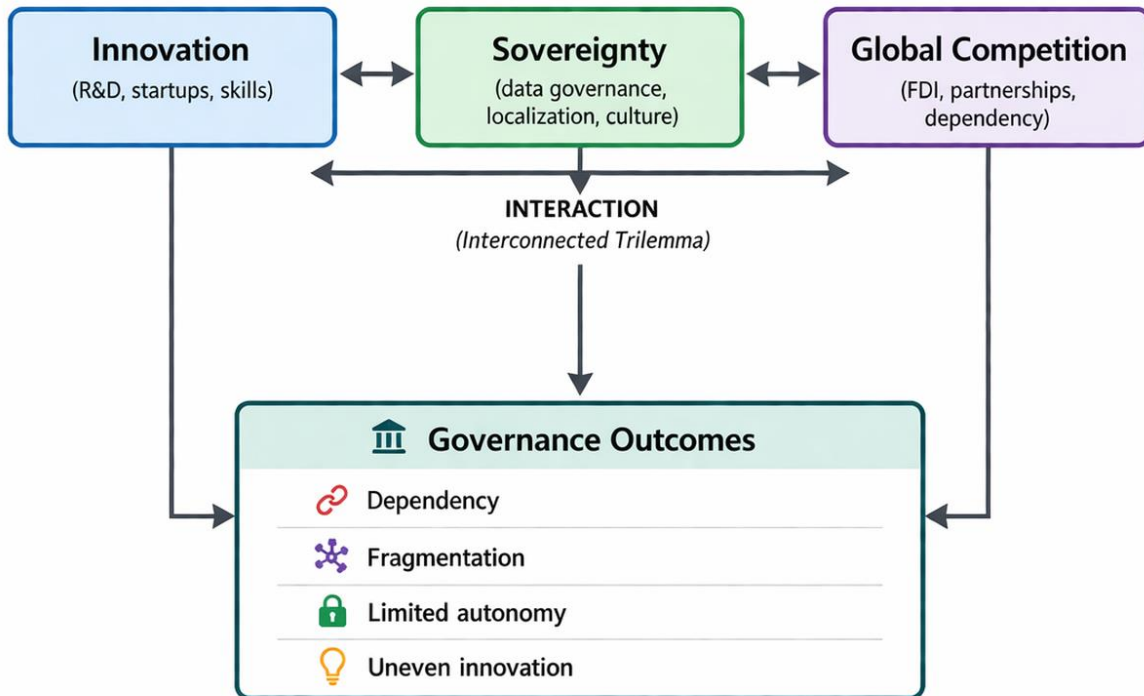 Innovation
(R&D, startups, skills)
Sovereignty
(data governance,
localization, culture)
Global Competition
(FDI, partnerships,
dependency)
INTERACTION
(Interconnected Trilemma)
Governance Outcomes
Dependency
Fragmentation
Limited autonomy
Uneven innovation